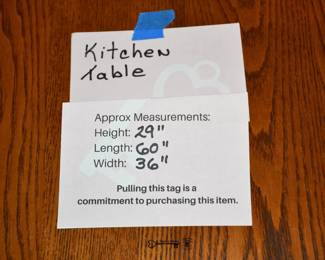 Kitchen
Table
Approx Measurements:
Height: 29"
Length: 60"
Width: 36"
Pulling this tag is a
commitment to purchasing this item.